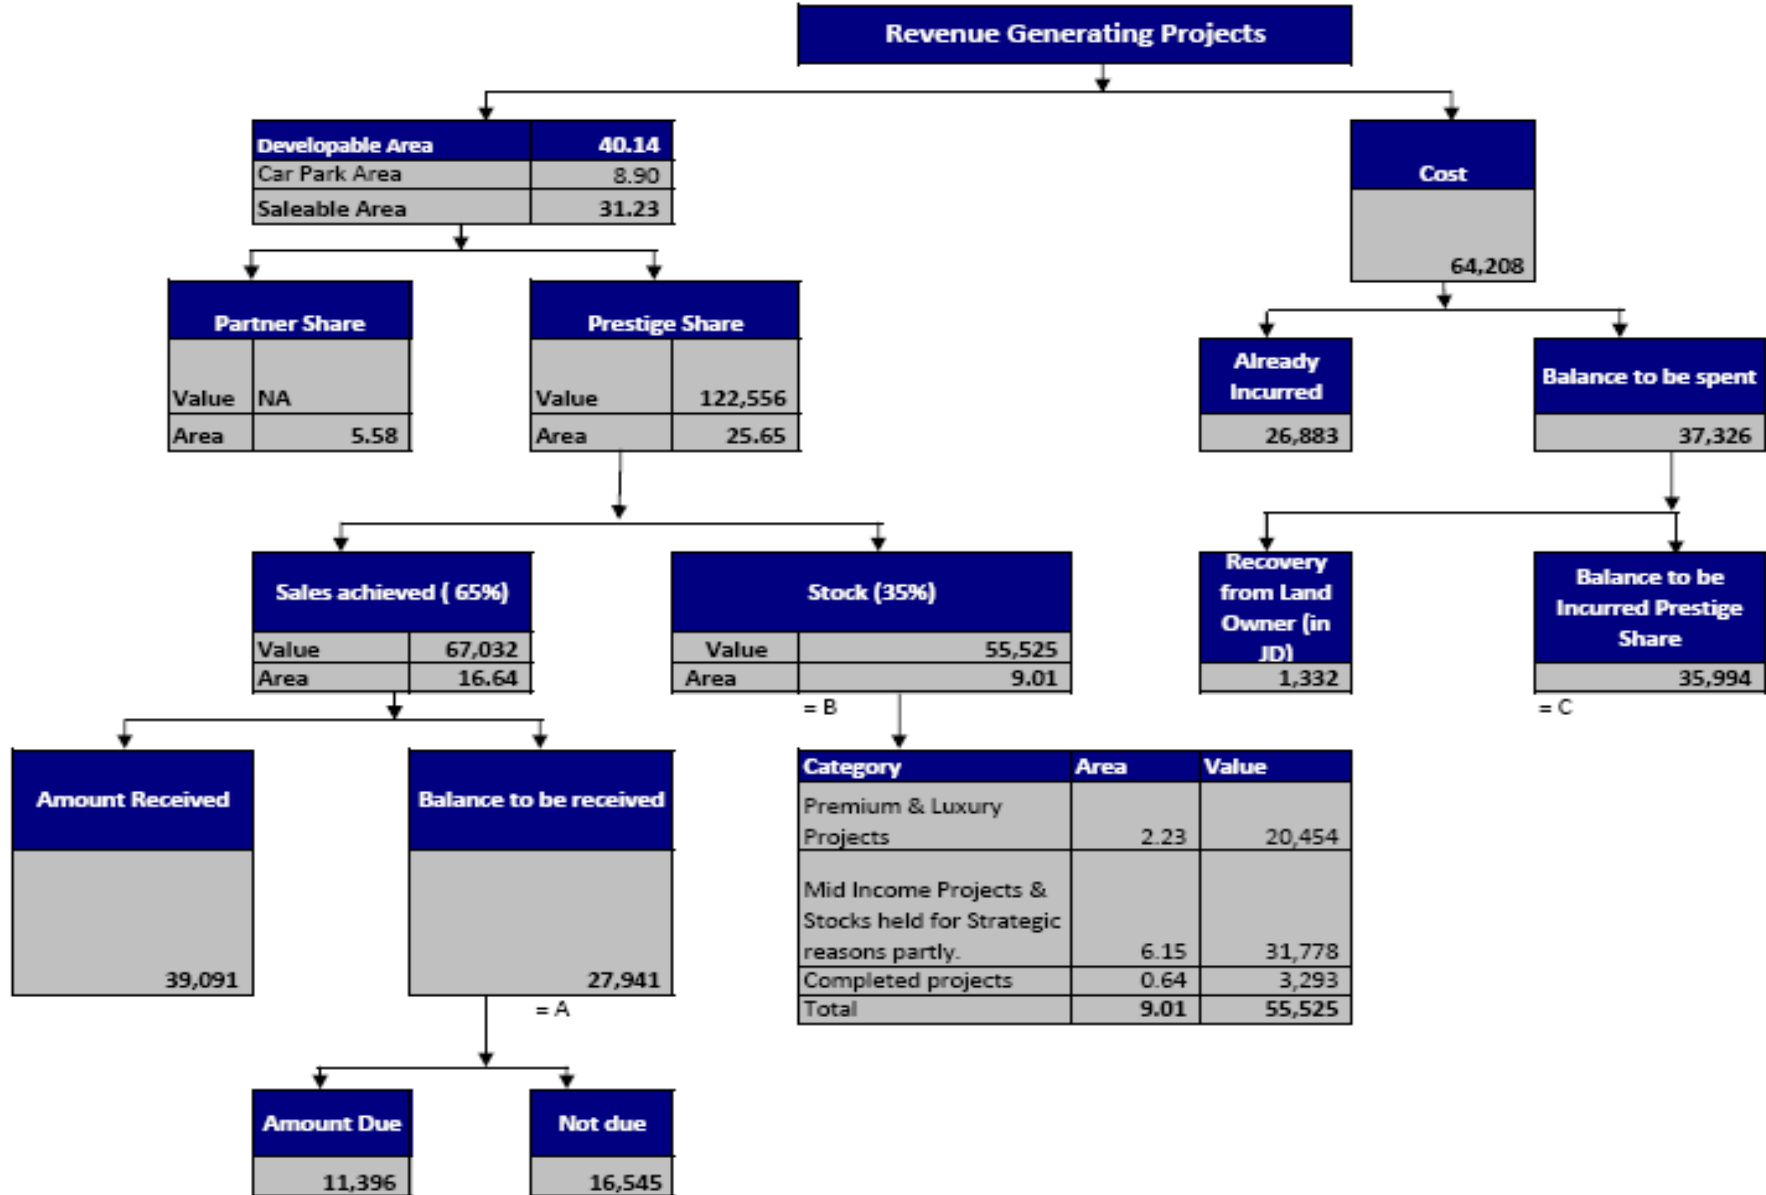 Revenue Generating Projects
Developable Area 40.14
Car Park Area 8.90
Saleable Area 31.23
Cost
64,208
Partner Share
Value NA
Area 5.58
Prestige Share
Value 122,556
Area 25.65
Already
Incurred
26,883
Balance to be spent
37,326
Sales achieved ( 65%)
Value 67,032
Area 16.64
Stock (35%)
Value 55,525
Area 9.01
= B
Recovery
from Land
Owner (in
JD)
1,332
Balance to be
Incurred Prestige
Share
35,994
= C
Amount Received
39,091
Balance to be received
27,941
= A
Category Area Value
Premium & Luxury
Projects 2.23 20,454
Mid Income Projects &
Stocks held for Strategic
reasons partly. 6.15 31,778
Completed projects 0.64 3,293
Total 9.01 55,525
Amount Due
11,396
Not due
16,545